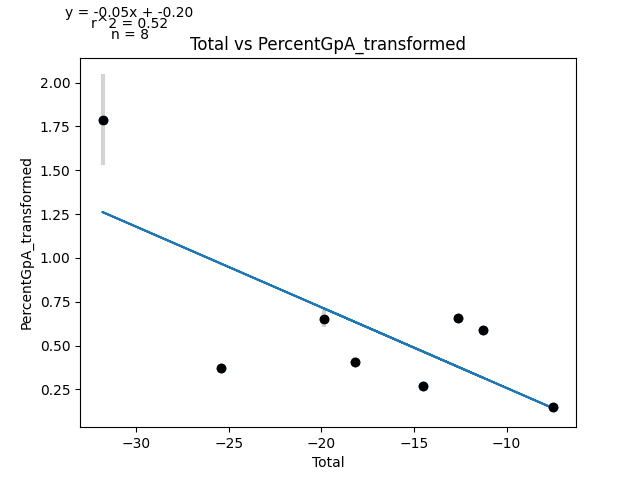 y = -0.05x + -0.20
r^2 = 0.52
n = 8
Total vs PercentGpA_transformed
PercentGpA_transformed
2.00
1.75
1.50
1.25
1.00
0.75
0.50
0.25
−30
−25
−20
−15
−10
Total